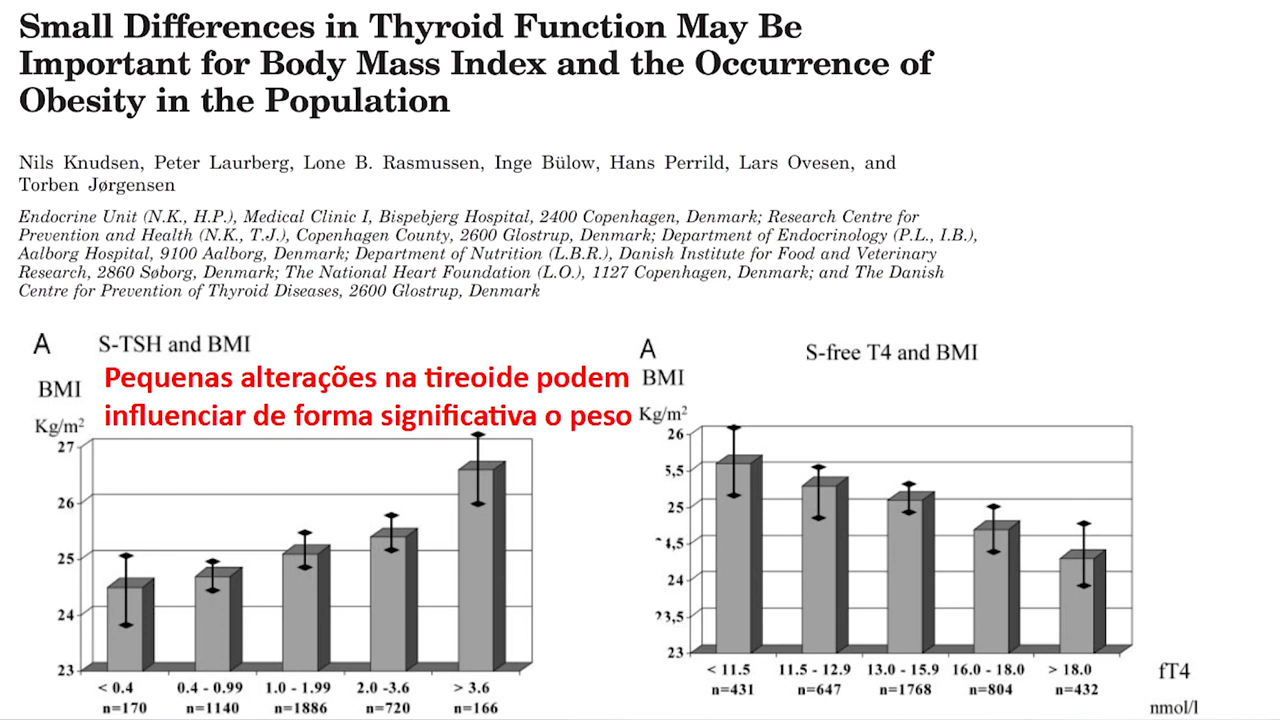 Small Differences in Thyroid Function May Be
Important for Body Mass Index and the Occurrence of
Obesity in the Population
Nils Knudsen, Peter Laurberg, Lone B. Rasmussen, Inge Bülow, Hans Perrild, Lars Ovesen, and
Torben Jørgensen
Endocrine Unit (N.K., H.P.), Medical Clinic I, Bispebjerg Hospital, 2400 Copenhagen, Denmark; Research Centre for
Prevention and Health (N.K., T.J.), Copenhagen County, 2600 Glostrup, Denmark; Department of Endocrinology (P.L., I.B.),
Aalborg Hospital, 9100 Aalborg, Denmark; Department of Nutrition (L.B.R.), Danish Institute for Food and Veterinary
Research, 2860 Søborg, Denmark; The National Heart Foundation (L.O.), 1127 Copenhagen, Denmark; and The Danish
Centre for Prevention of Thyroid Diseases, 2600 Glostrup, Denmark
A S-TSH and BMI
Pequenas alterações na tireoide podem
influenciar de forma significativa o peso
BMI
Kg/m²
27
26
25
24
23
< 0.4 0.4 - 0.99 1.0 - 1.99 2.0 -3.6 > 3.6
n=170 n=1140 n=1886 n=720 n=166
A S-free T4 and BMI
BMI
Kg/m²
26
5,5
25
4,5
24
23,5
23
< 11.5 11.5 - 12.9 13.0 - 15.9 16.0 - 18.0 > 18.0 fT4
n=431 n=647 n=1768 n=804 n=432
nmol/l